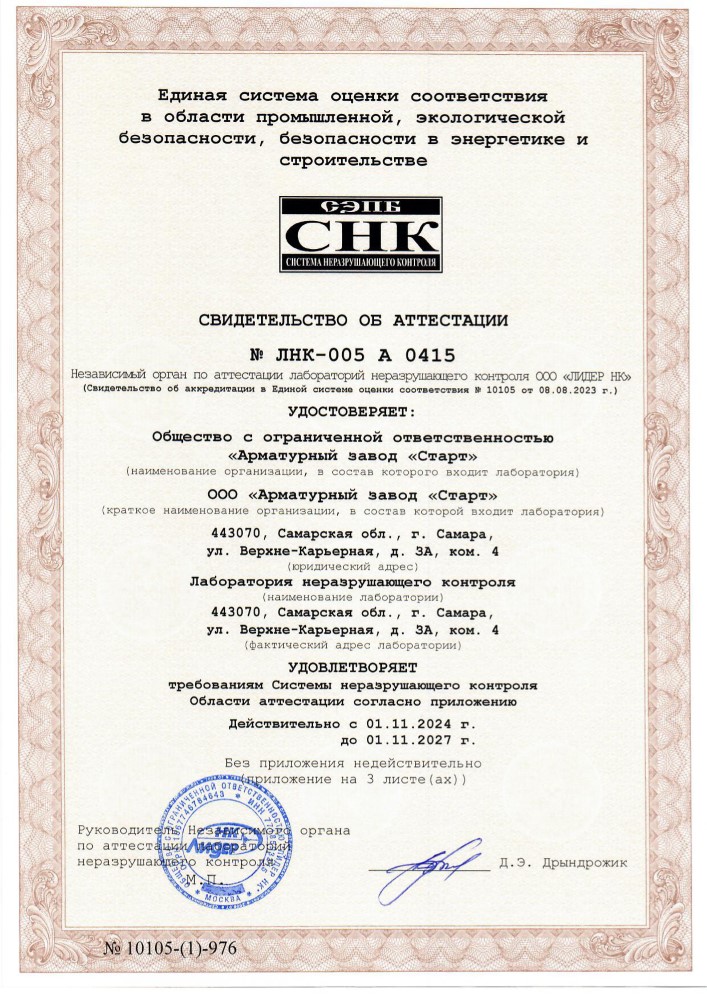 Единая система оценки соответствия
в области промышленной, экологической
безопасности, безопасности в энергетике и
строительстве
СЭПБ
СНК
СИСТЕМА НЕРАЗРУШАЮЩЕГО КОНТРОЛЯ
СВИДЕТЕЛЬСТВО ОБ АТТЕСТАЦИИ
№ ЛНК-005 А 0415
Независимый орган по аттестации лабораторий неразрушающего контроля ООО «ЛИДЕР НК»
(Свидетельство об аккредитации в Единой системе оценки соответствия № 10105 от 08.08.2023 г.)
УДОСТОВЕРЯЕТ:
Общество с ограниченной ответственностью
«Арматурный завод «Старт»
(наименование организации, в состав которого входит лаборатория)
ООО «Арматурный завод «Старт»
(краткое наименование организации, в состав которой входит лаборатория)
443070, Самарская обл., г. Самара,
ул. Верхне-Карьерная, д. 3А, ком. 4
(юридический адрес)
Лаборатория неразрушающего контроля
(наименование лаборатории)
443070, Самарская обл., г. Самара,
ул. Верхне-Карьерная, д. 3А, ком. 4
(фактический адрес лаборатории)
УДОВЛЕТВОРЯЕТ
требованиям Системы неразрушающего контроля
Области аттестации согласно приложению
Действительно с 01.11.2024 г.
до 01.11.2027 г.
Без приложения недействительно
(приложение на 3 листе(ах))
Руководитель Независимого органа
по аттестации лабораторий
неразрушающего контроля
М.П.
Д.Э. Дрындрожик
НК
Лидер
МОСКВА
№ 10105-(1)-976